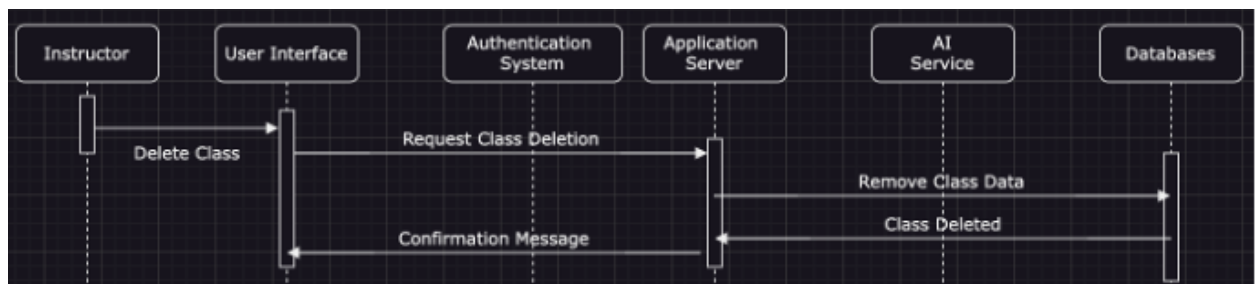 Instructor
User Interface
Authentication
System
Application
Server
AI
Service
Databases
Delete Class
Request Class Deletion
Remove Class Data
Class Deleted
Confirmation Message